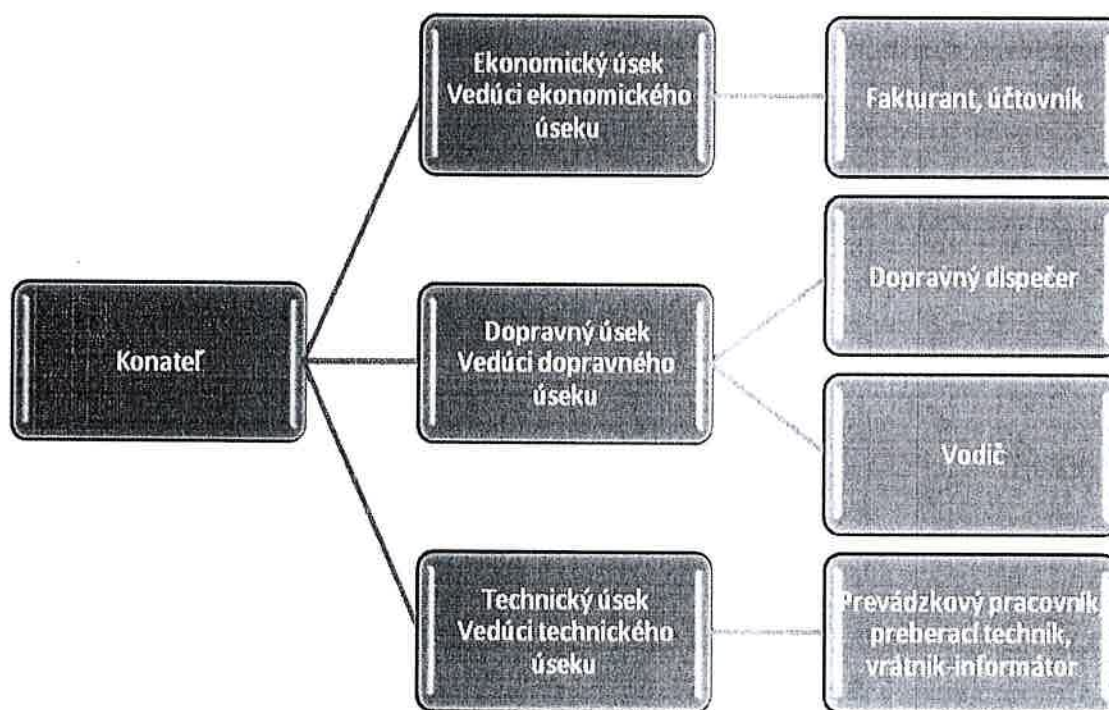 Konateľ
Ekonomický úsek
Vedúci ekonomického
úseku
Fakturant, účtovník
Dopravný úsek
Vedúci dopravného
úseku
Dopravný dispečer
Vodič
Technický úsek
Vedúci technického
úseku
Prevádzkový pracovník,
preberací technik,
vrátnik-informátor